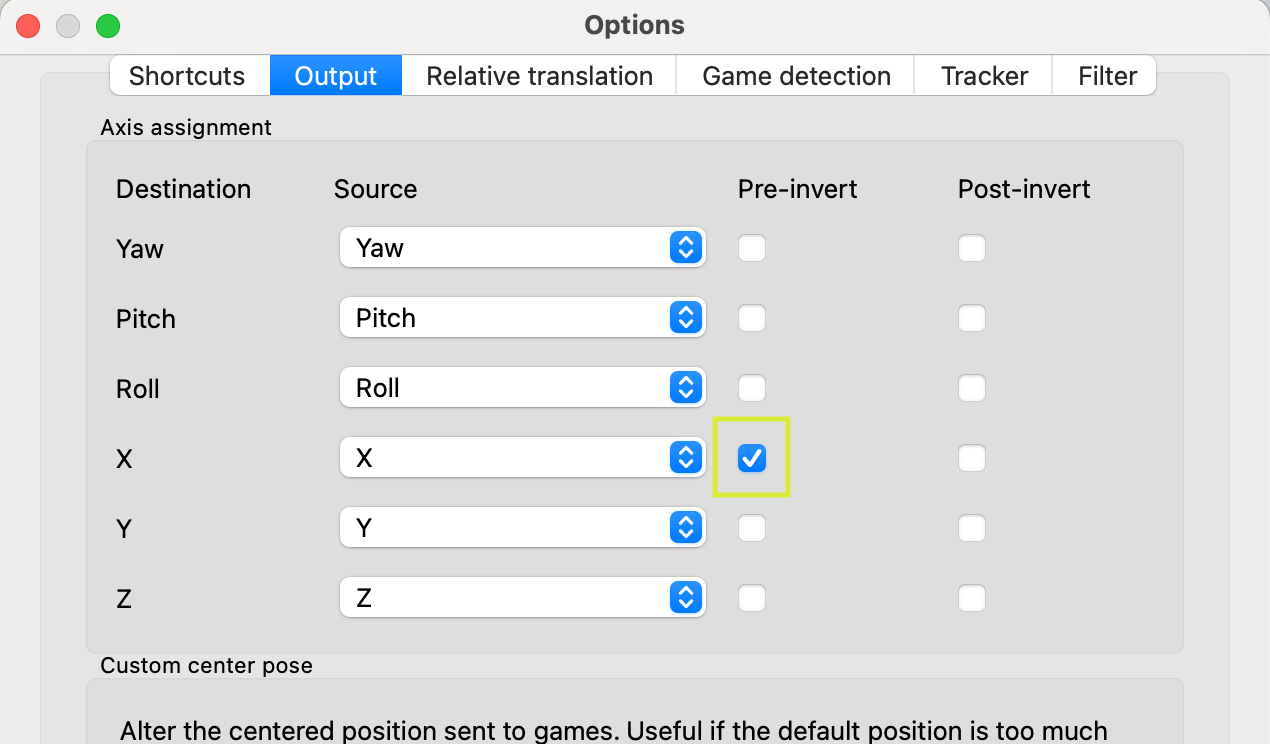 Options
Shortcuts Output Relative translation Game detection Tracker Filter
Axis assignment
Destination Source Pre-invert Post-invert
Yaw Yaw
Pitch Pitch
Roll Roll
X X
Y Y
Z Z
Custom center pose
Alter the centered position sent to games. Useful if the default position is too much